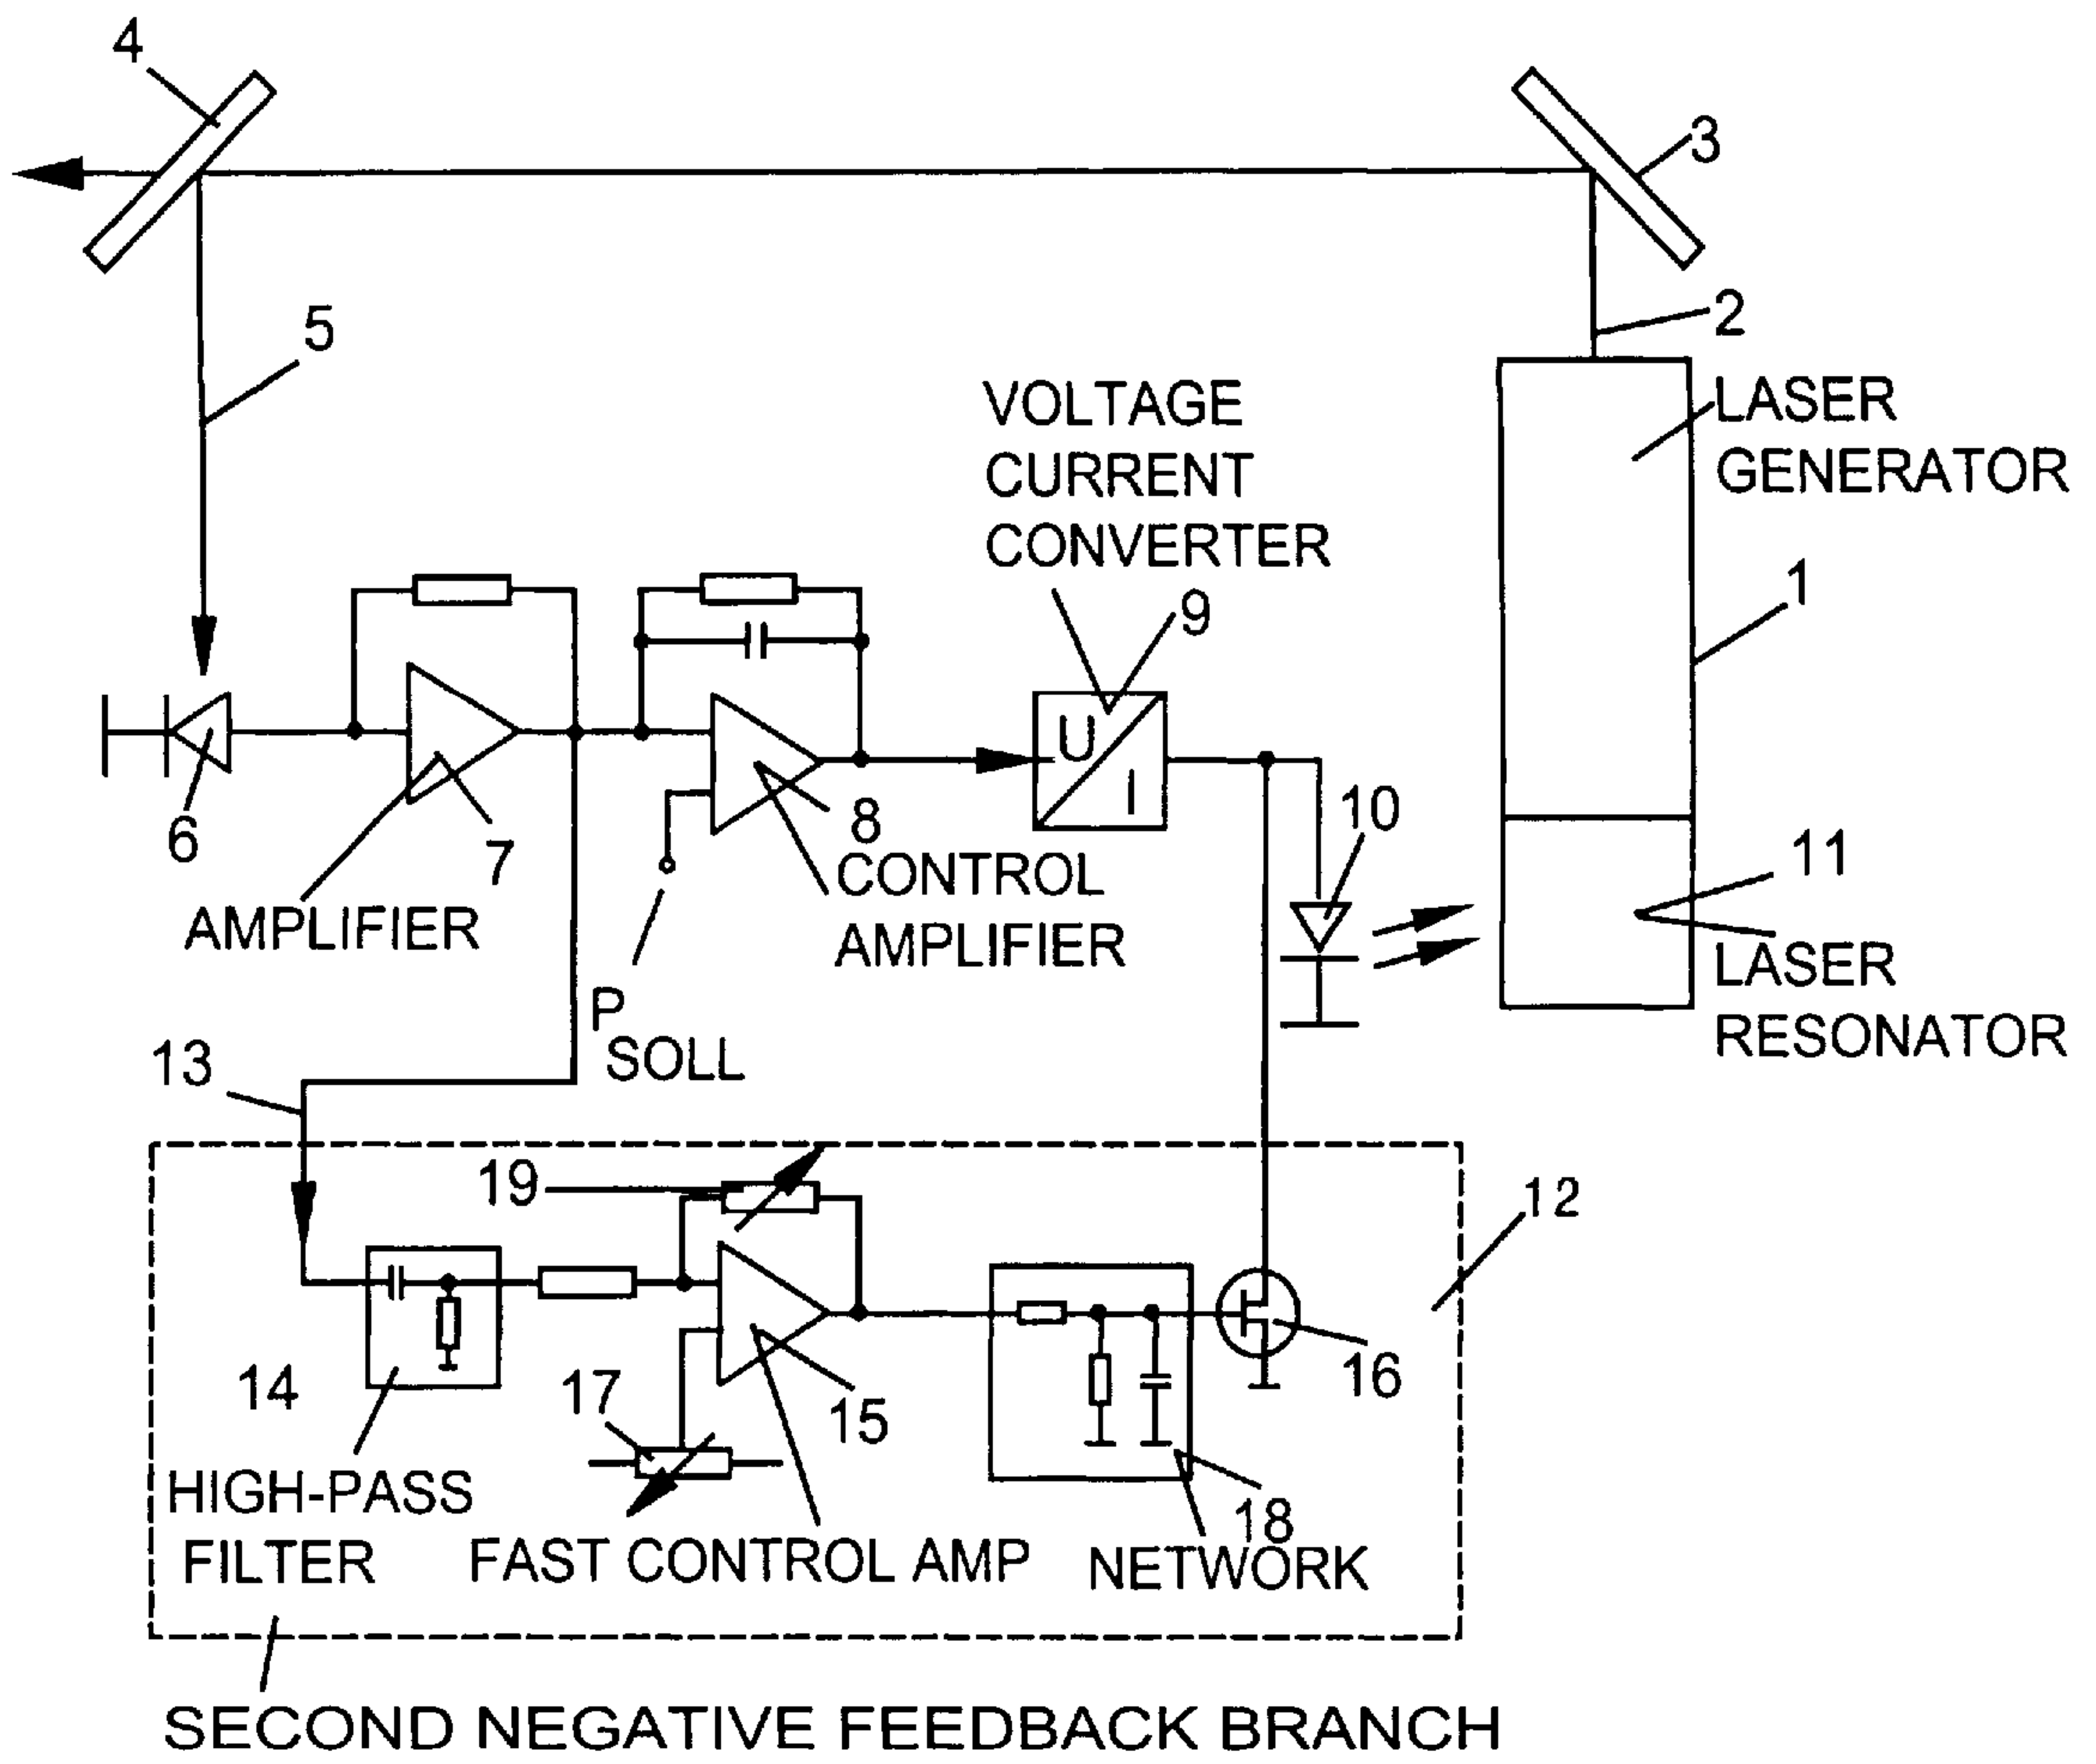 4
3
2
5
VOLTAGE
CURRENT
CONVERTER
LASER
GENERATOR
1
9
U
I
6
7
8
10
11
AMPLIFIER
CONTROL
AMPLIFIER
LASER
RESONATOR
P
SOLL
13
19
12
14
17
15
16
HIGH-PASS
FILTER
18
FAST CONTROL AMP
NETWORK
SECOND NEGATIVE FEEDBACK BRANCH